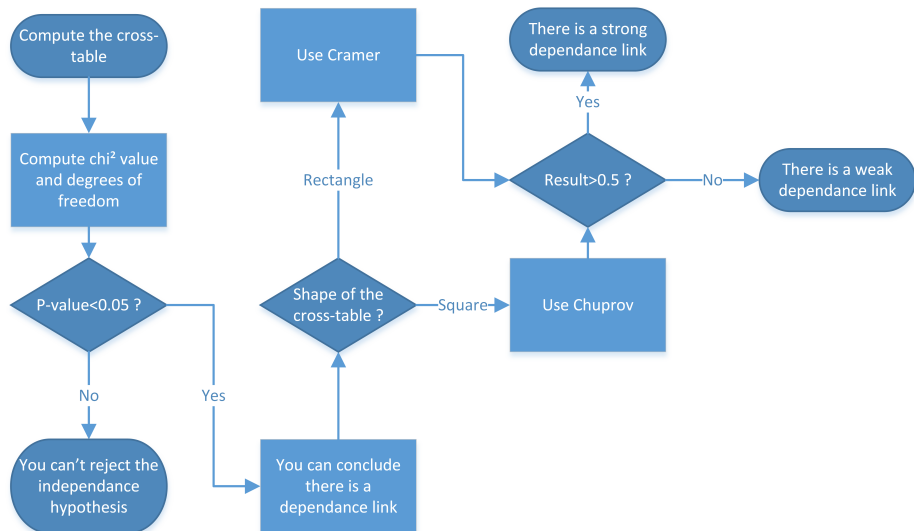 Compute the cross-
table
Compute chi² value
and degrees of
freedom
P-value<0.05 ?
No
Yes
You can't reject the
independance
hypothesis
You can conclude
there is a
dependance link
Shape of the
cross-table ?
Rectangle
Square
Use Cramer
Use Chuprov
Result>0.5 ?
Yes
No
There is a strong
dependance link
There is a weak
dependance link